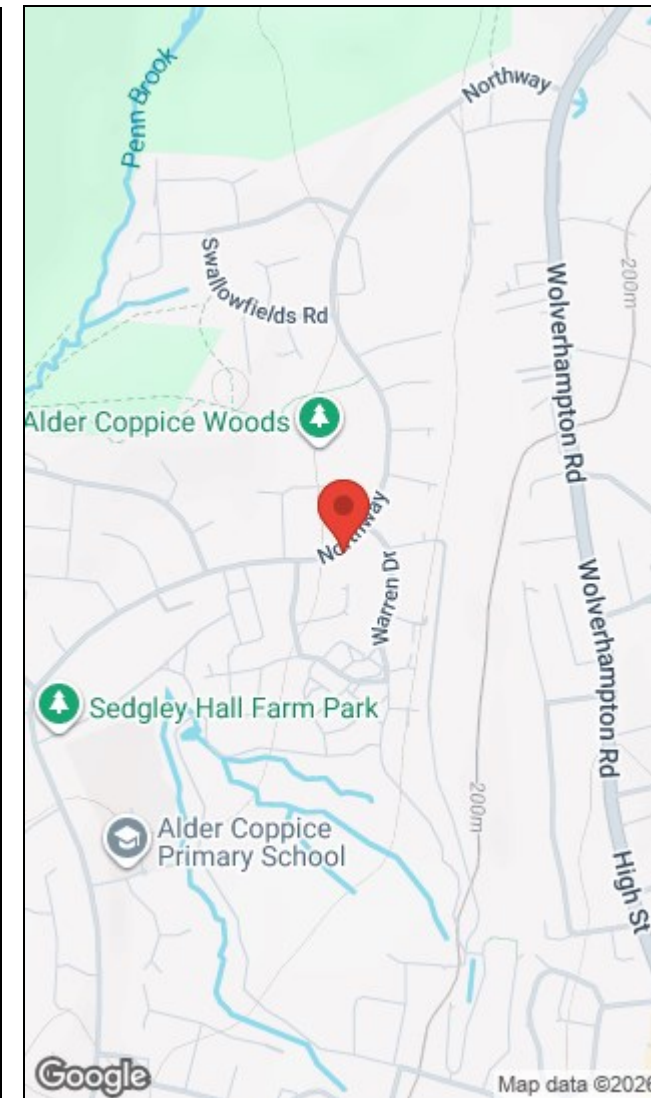 Northway
Penn Brook
Swallowfields Rd
200m
Wolverhampton Rd
Alder Coppice Woods
Northway
Warren Dr
Wolverhampton Rd
Sedgley Hall Farm Park
200m
Alder Coppice
Primary School
High St
Google
Map data ©2026